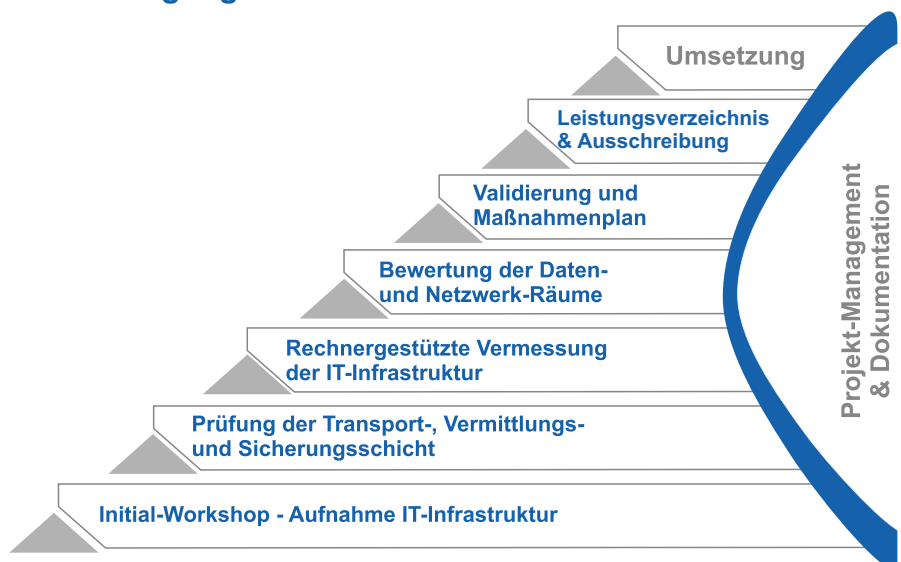 Umsetzung
Leistungsverzeichnis
& Ausschreibung
Validierung und
Maßnahmenplan
Bewertung der Daten-
und Netzwerk-Räume
Rechnergestützte Vermessung
der IT-Infrastruktur
Prüfung der Transport-, Vermittlungs-
und Sicherungsschicht
Initial-Workshop - Aufnahme IT-Infrastruktur
Projekt-Management
& Dokumentation